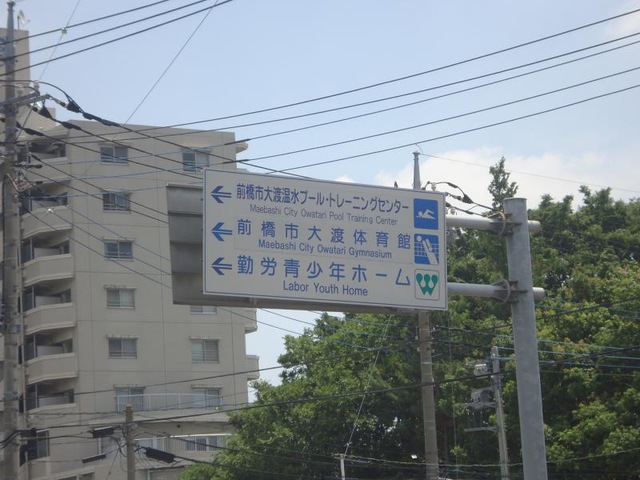 ← 前橋市大渡温水プール・トレーニングセンター
Maebashi City Owatari Pool Training Center
← 前橋市大渡体育館
Maebashi City Owatari Gymnasium
← 勤労青少年ホーム
Labor Youth Home